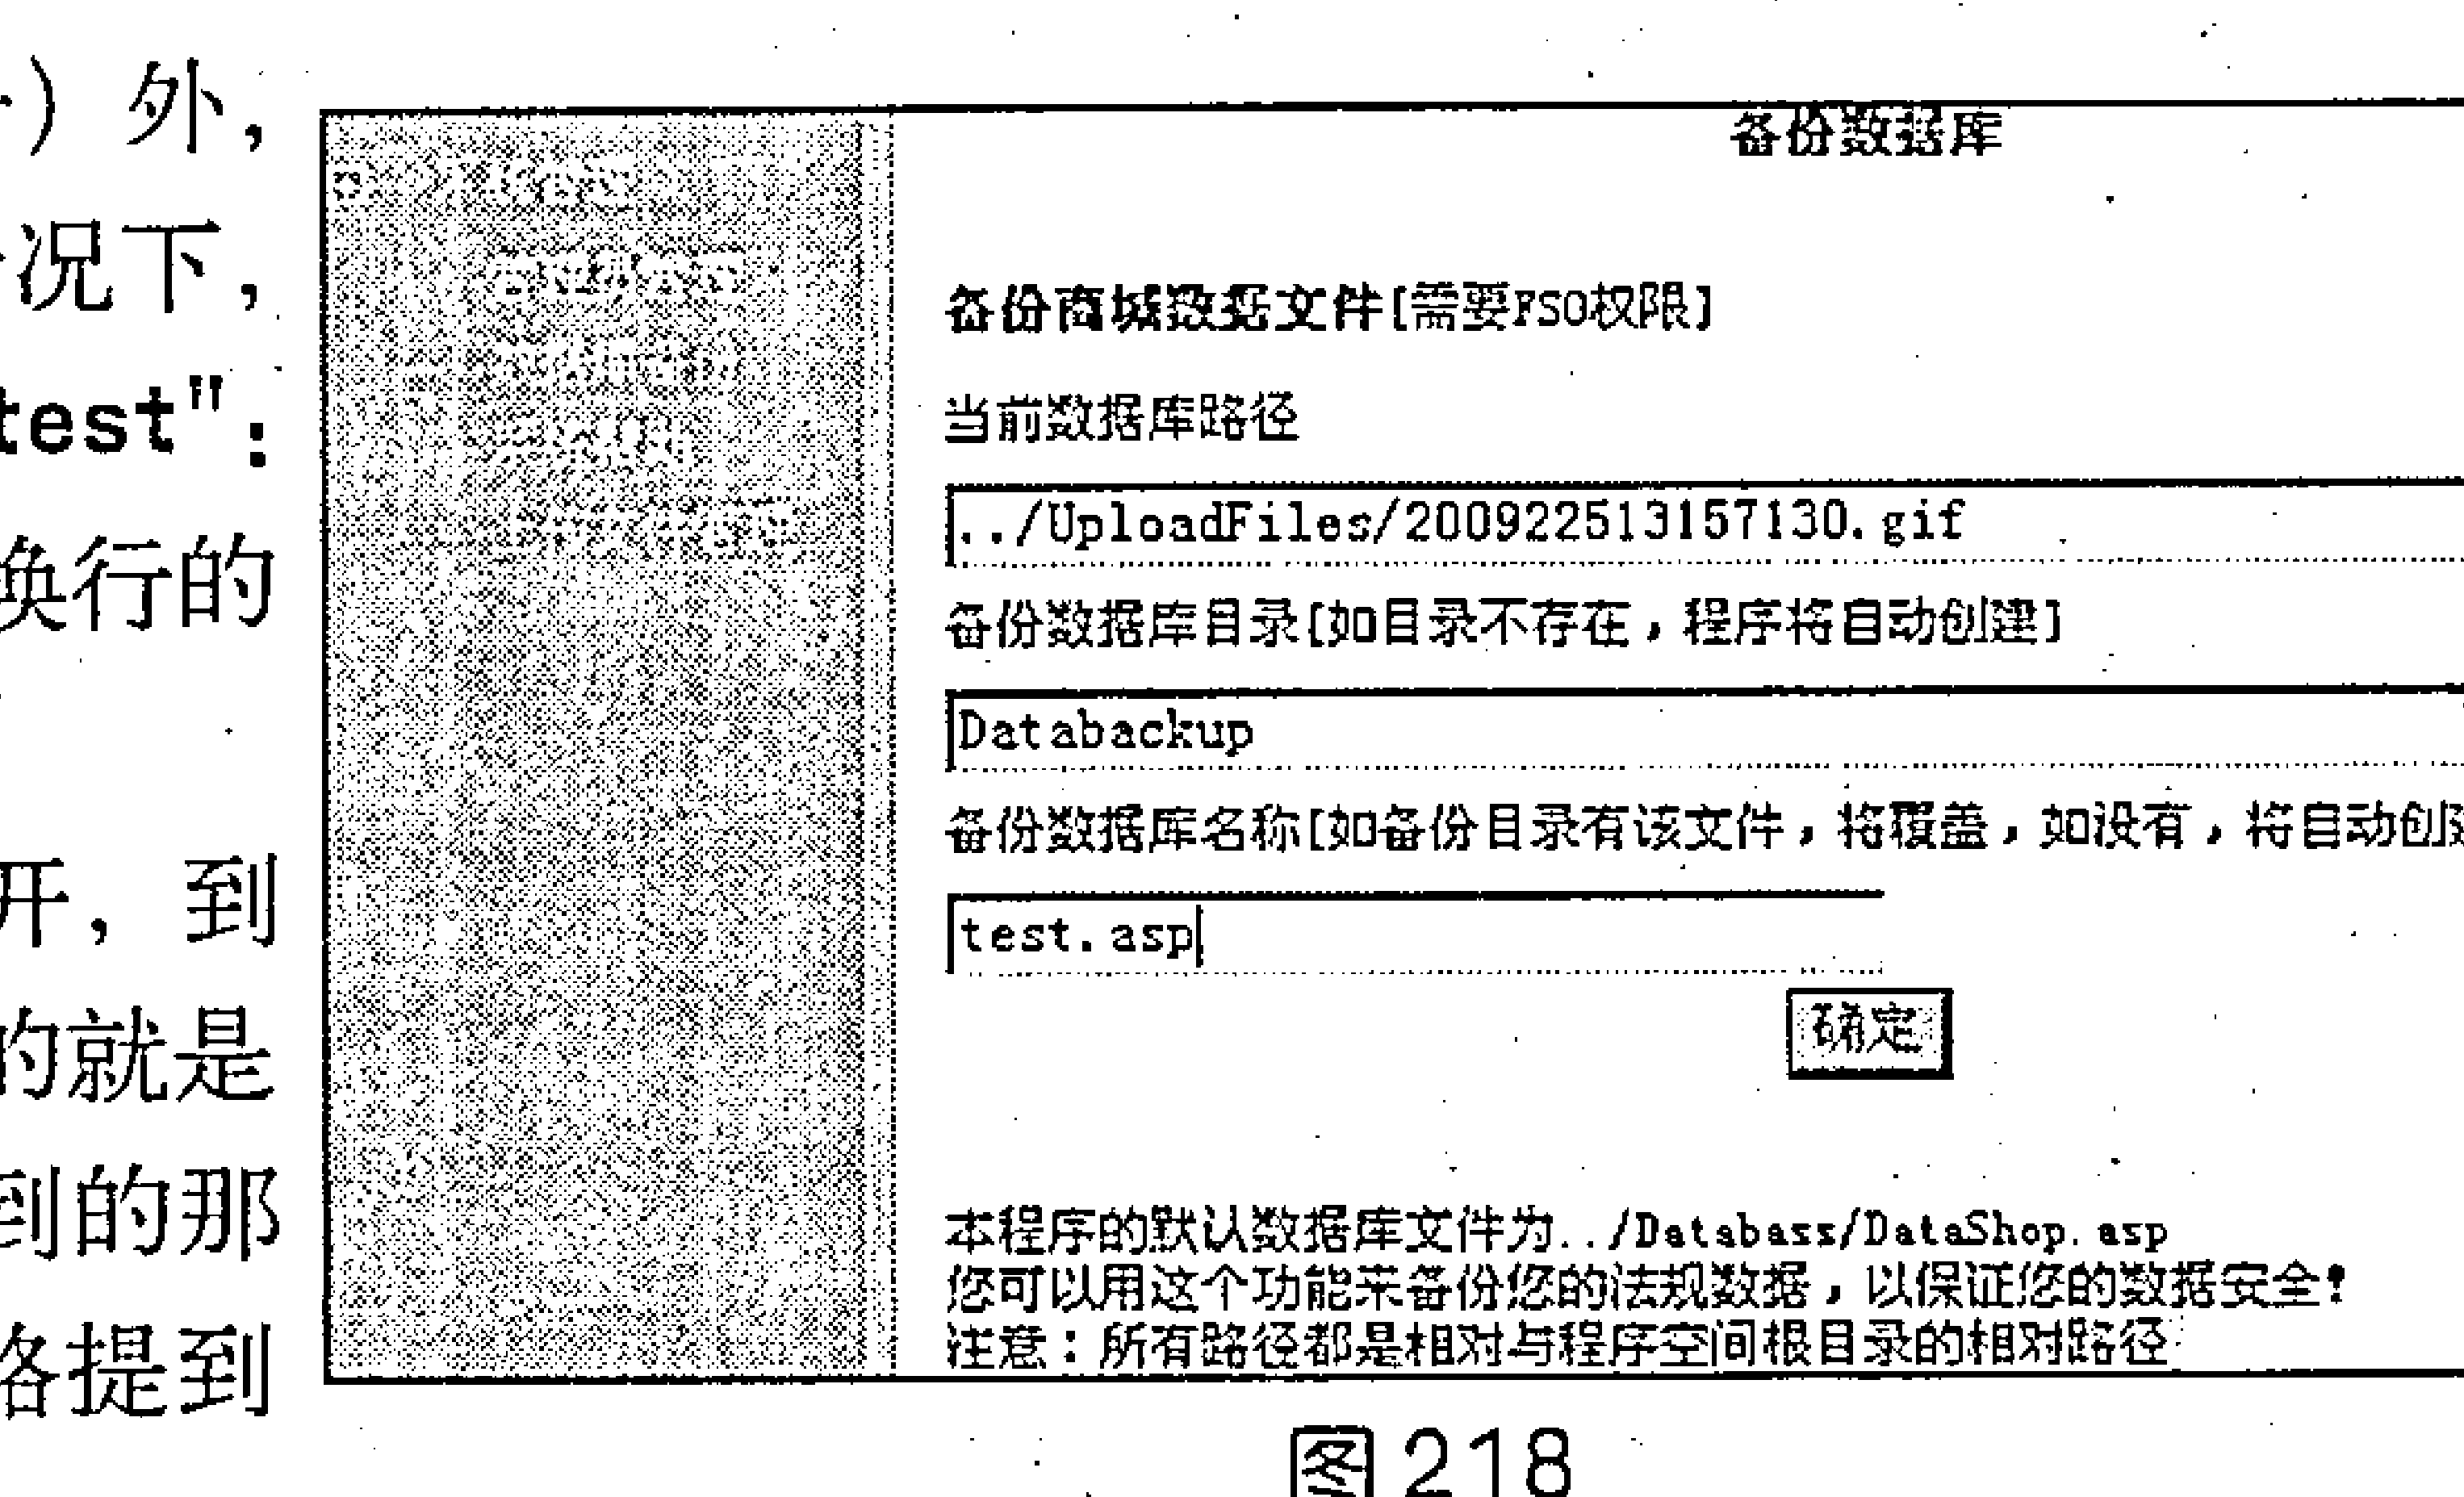 ）外，
况下，
test"：
换行的
开，到
的就是
到的那
略提到
备份数据库
备份商城数据文件[需要FSO权限]
当前数据库路径
../UploadFiles/200922513157130.gif
备份数据库目录[如目录不存在，程序将自动创建]
Databackup
备份数据库名称[如备份目录有该文件，将覆盖，如没有，将自动创建
test.asp
确定
本程序的默认数据库文件为../Databass/DataShop.asp
您可以用这个功能来备份您的法规数据，以保证您的数据安全！
注意：所有路径都是相对与程序空间根目录的相对路径
图218